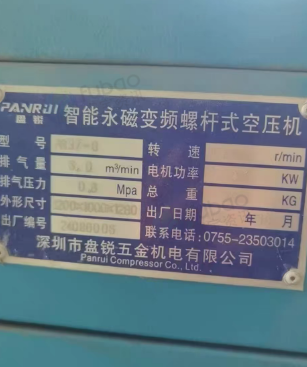 PANRUI 智能永磁变频螺杆式空压机
盘锐
型 号 转 速 r/min
排 气 量 m³/min 电机功率 KW
排气压力 Mpa 总 重 KG
外形尺寸 出厂日期 年 月
出厂编号 联系电话: 0755-23503014
深圳市盘锐五金机电有限公司
Panrui Compressor Co., Ltd.